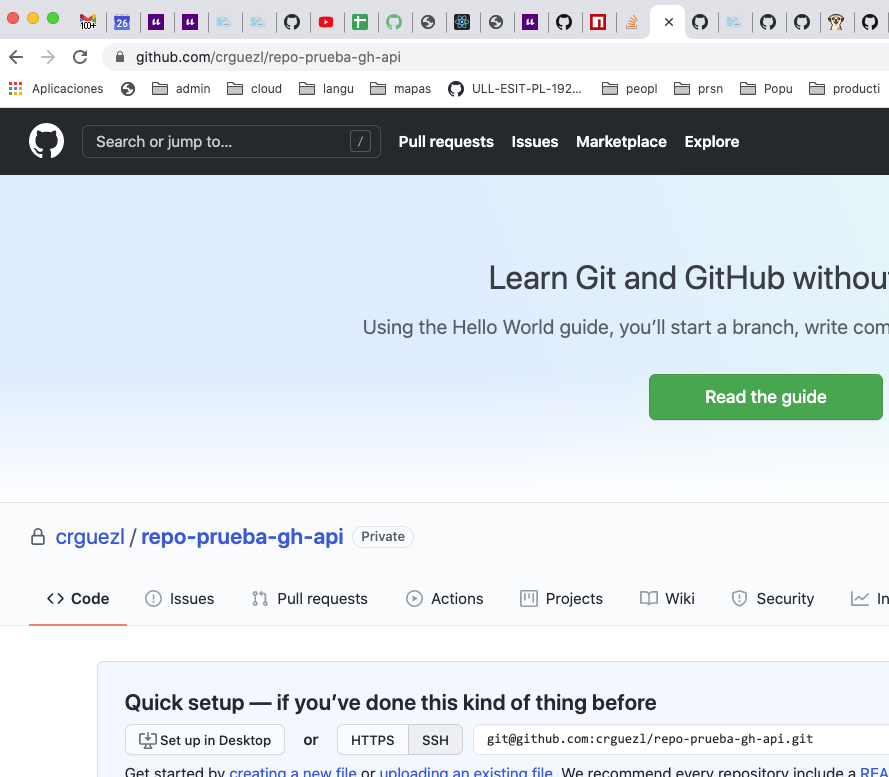 100+
26
github.com/crguezl/repo-prueba-gh-api
Aplicaciones admin cloud langu mapas ULL-ESIT-PL-192... peopl prsn Popu producti
Search or jump to... / Pull requests Issues Marketplace Explore
Learn Git and GitHub withou
Using the Hello World guide, you’ll start a branch, write com
Read the guide
crguezl / repo-prueba-gh-api Private
Code Issues Pull requests Actions Projects Wiki Security In
Quick setup — if you’ve done this kind of thing before
Set up in Desktop or HTTPS SSH git@github.com:crguezl/repo-prueba-gh-api.git
Get started by creating a new file or uploading an existing file. We recommend every repository include a REA